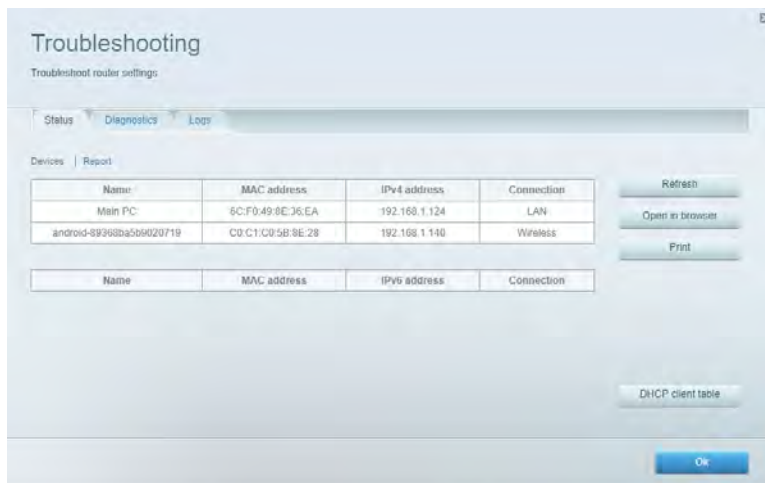 Troubleshooting
Troubleshoot router settings
Status Diagnostics Logs
Devices | Report
Name MAC address IPv4 address Connection
Main PC 6C:F0:49:8E:36:EA 192.168.1.124 LAN
android-89368ba5b9020719 C0:C1:C0:5B:8E:28 192.168.1.140 Wireless
Name MAC address IPv6 address Connection
Refresh
Open in browser
Print
DHCP client table
Ok